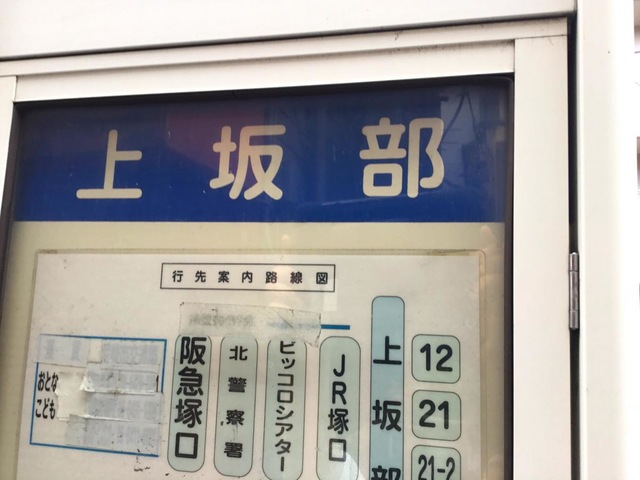 上坂部
行先案内路線図
おとな
こども
阪急塚口
北警察署
ピッコロシアター
JR塚口
上坂部
12
21
21-2